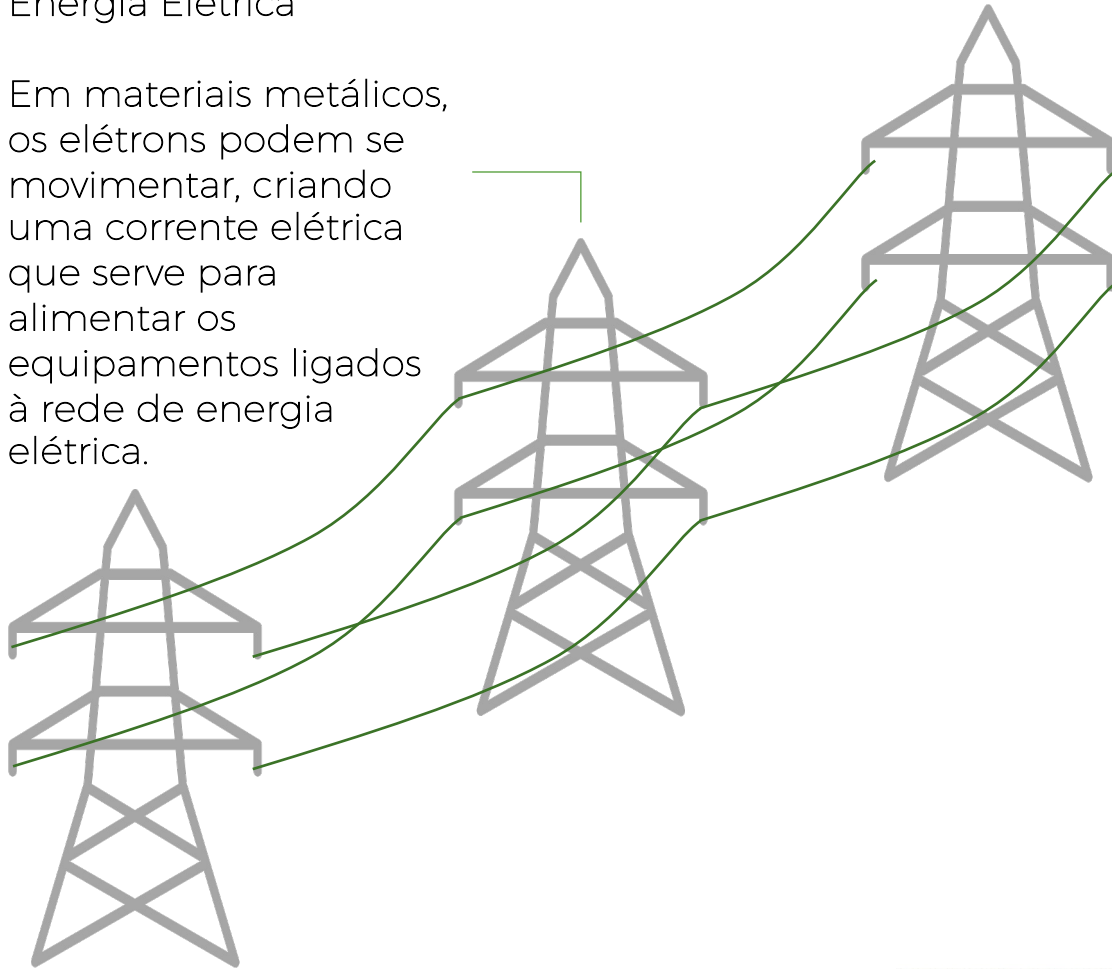 Energia Elétrica
Em materiais metálicos,
os elétrons podem se
movimentar, criando
uma corrente elétrica
que serve para
alimentar os
equipamentos ligados
à rede de energia
elétrica.